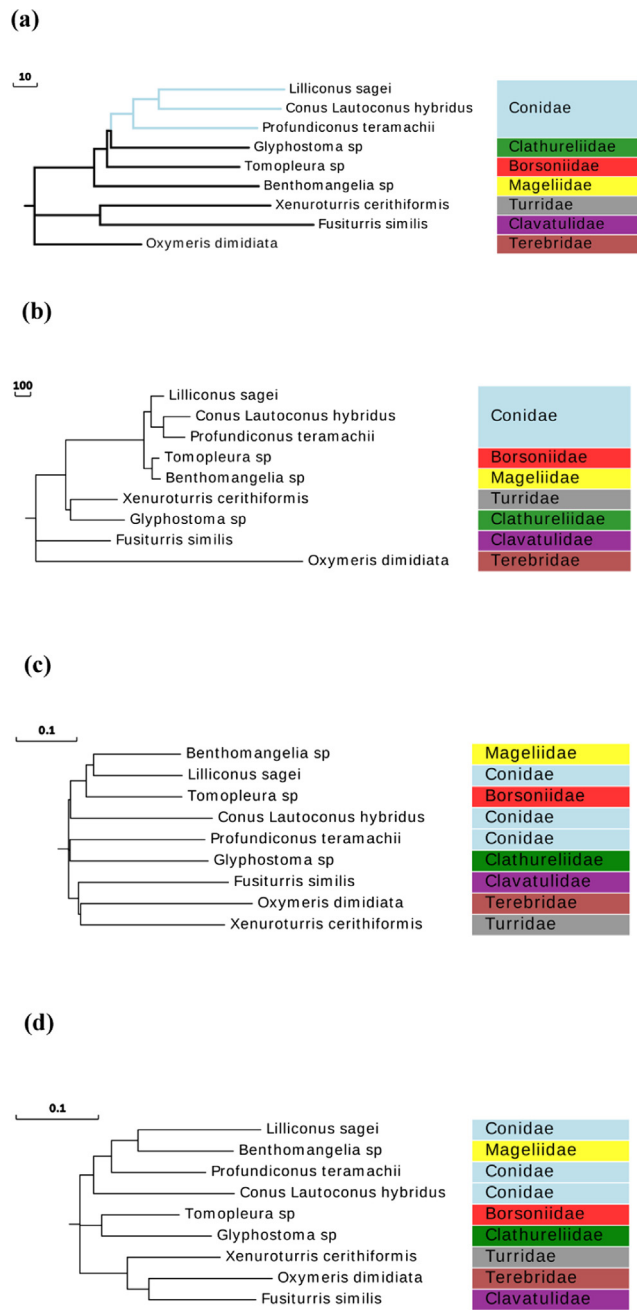 (a)
10
Lilliconus sagei
Conus Lautoconus hybridus
Conidae
Profundiconus teramachii
Glyphostoma sp Clathureliidae
Tomopleura sp Borsoniidae
Benthomangelia sp Mageliidae
Xenuroturris cerithiformis Turridae
Fusiturris similis Clavatulidae
Oxymeris dimidiata Terebridae
(b)
100
Lilliconus sagei
Conus Lautoconus hybridus Conidae
Profundiconus teramachii
Tomopleura sp Borsoniidae
Benthomangelia sp Mageliidae
Xenuroturris cerithiformis Turridae
Glyphostoma sp Clathureliidae
Fusiturris similis Clavatulidae
Oxymeris dimidiata Terebridae
(c)
0.1
Benthomangelia sp Mageliidae
Lilliconus sagei Conidae
Tomopleura sp Borsoniidae
Conus Lautoconus hybridus Conidae
Profundiconus teramachii Conidae
Glyphostoma sp Clathureliidae
Fusiturris similis Clavatulidae
Oxymeris dimidiata Terebridae
Xenuroturris cerithiformis Turridae
(d)
0.1
Lilliconus sagei Conidae
Benthomangelia sp Mageliidae
Profundiconus teramachii Conidae
Conus Lautoconus hybridus Conidae
Tomopleura sp Borsoniidae
Glyphostoma sp Clathureliidae
Xenuroturris cerithiformis Turridae
Oxymeris dimidiata Terebridae
Fusiturris similis Clavatulidae